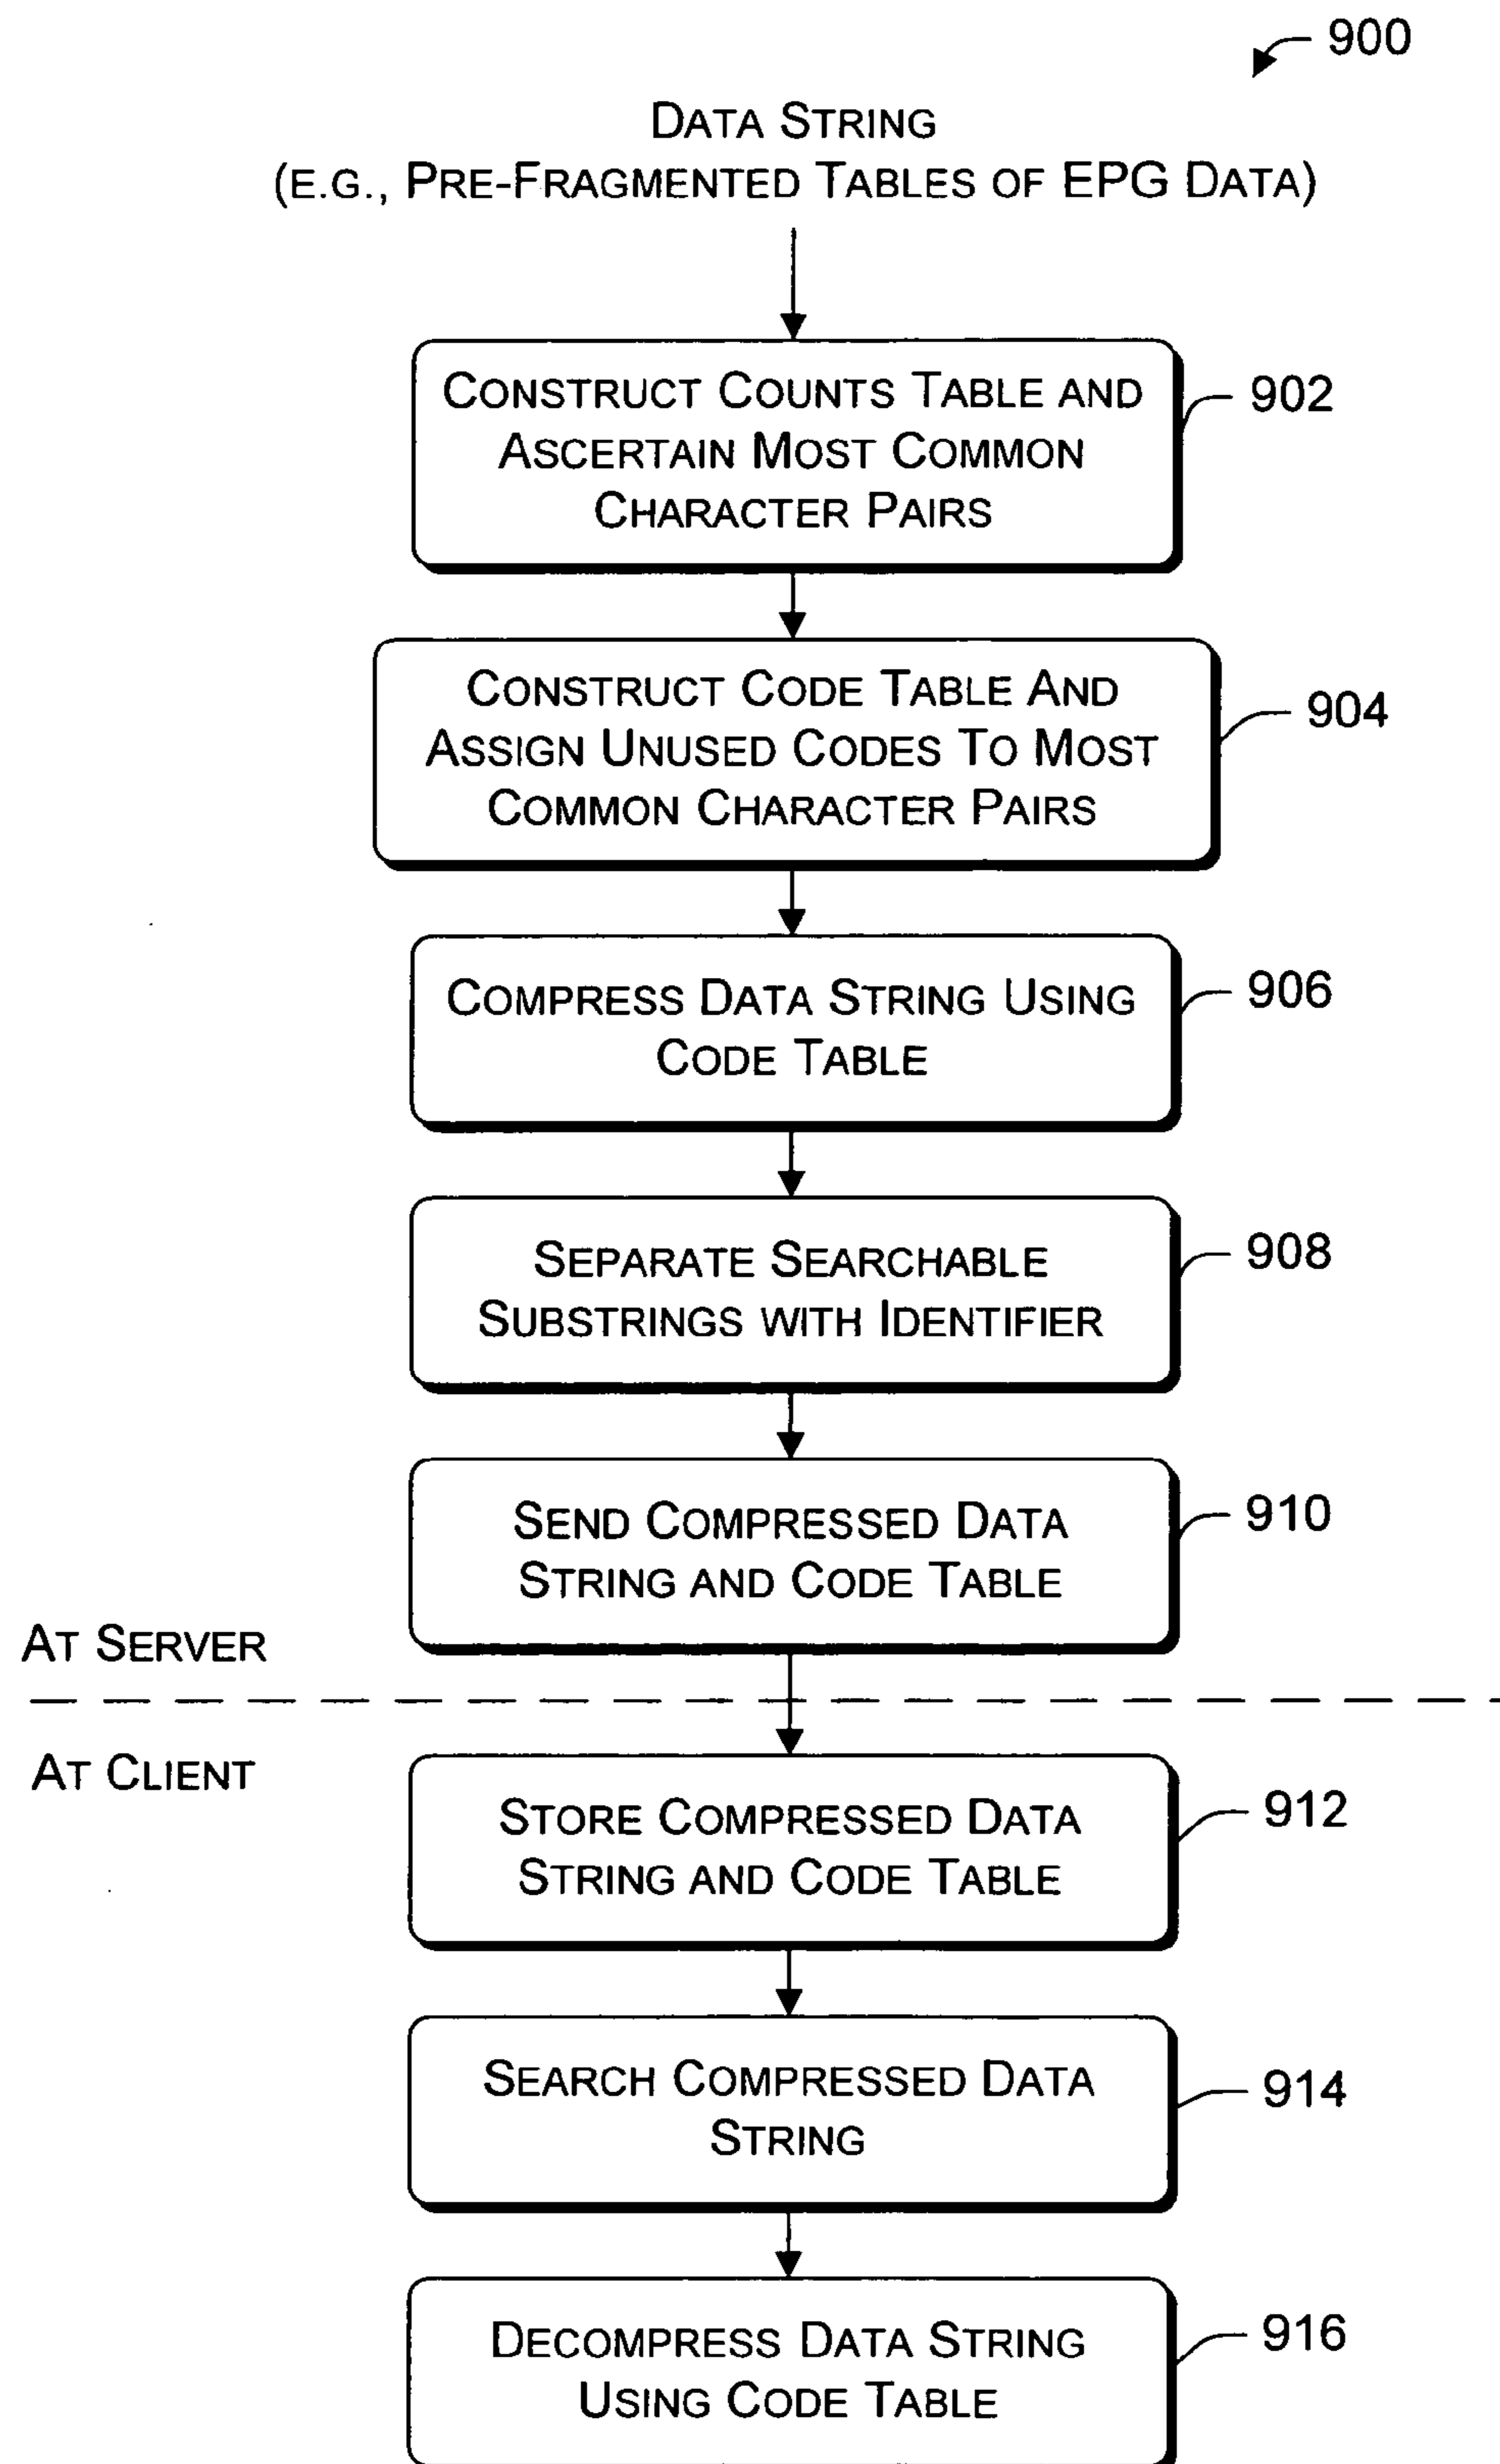 900
DATA STRING
(E.G., PRE-FRAGMENTED TABLES OF EPG DATA)
CONSTRUCT COUNTS TABLE AND
ASCERTAIN MOST COMMON
CHARACTER PAIRS
902
CONSTRUCT CODE TABLE AND
ASSIGN UNUSED CODES TO MOST
COMMON CHARACTER PAIRS
904
COMPRESS DATA STRING USING
CODE TABLE
906
SEPARATE SEARCHABLE
SUBSTRINGS WITH IDENTIFIER
908
SEND COMPRESSED DATA
STRING AND CODE TABLE
910
AT SERVER
AT CLIENT
STORE COMPRESSED DATA
STRING AND CODE TABLE
912
SEARCH COMPRESSED DATA
STRING
914
DECOMPRESS DATA STRING
USING CODE TABLE
916